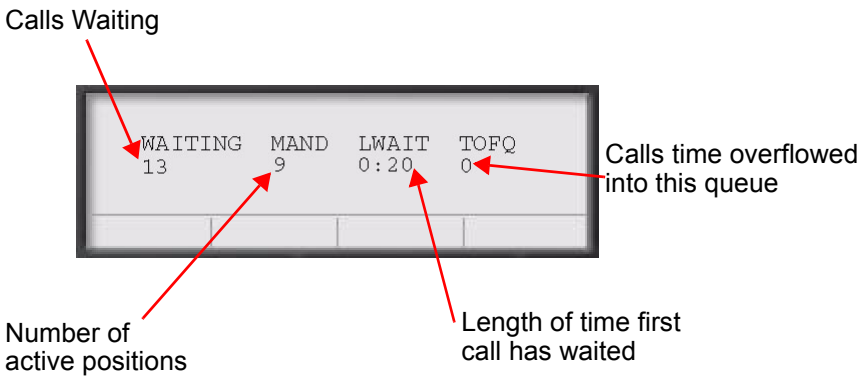 Calls Waiting
WAITING MAND LWAIT TOFQ
13 9 0:20 0
Calls time overflowed
into this queue
Number of
active positions
Length of time first
call has waited